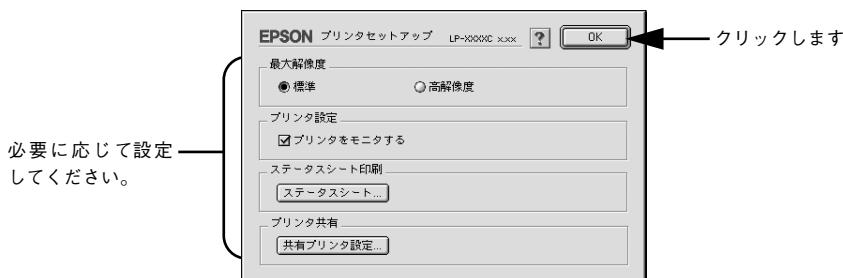 EPSON プリンタセットアップ LP-XXXXC x.xx ? OK
クリックします
最大解像度
標準 高解像度
プリンタ設定
プリンタをモニタする
必要に応じて設定
してください。
ステータスシート印刷
ステータスシート...
プリンタ共有
共有プリンタ設定...